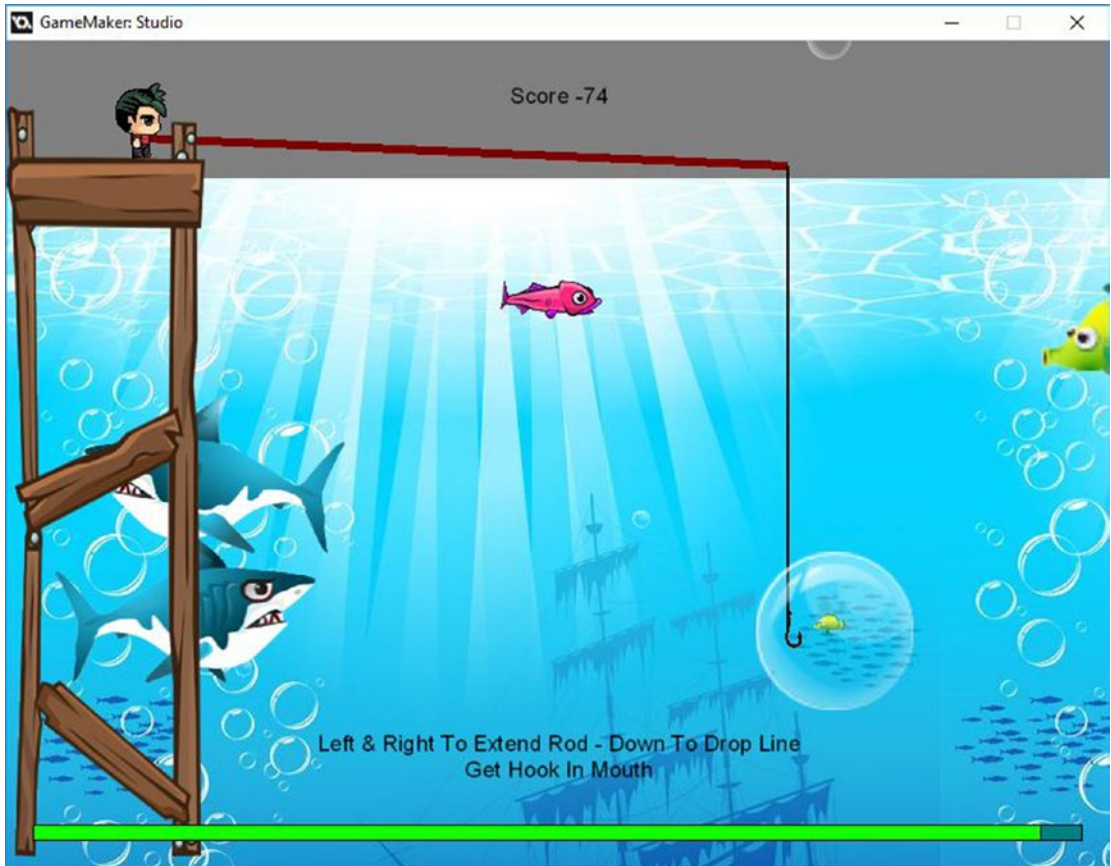 GameMaker: Studio
Score -74
Left & Right To Extend Rod - Down To Drop Line
Get Hook In Mouth